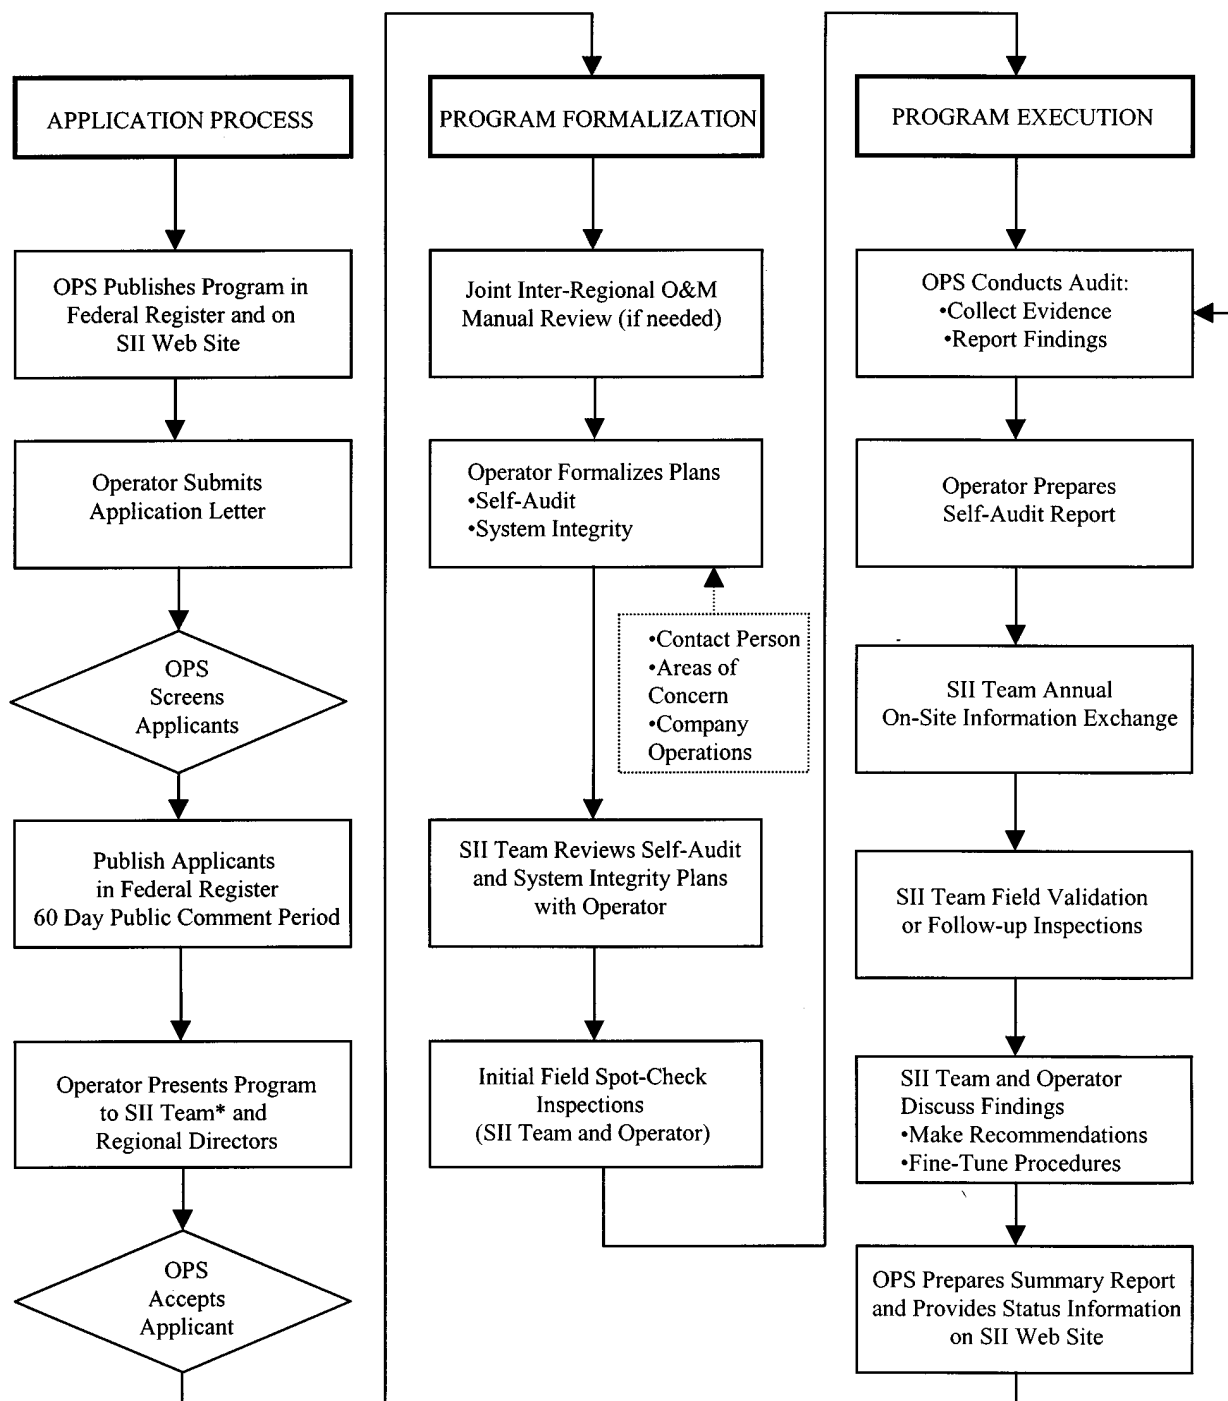 APPLICATION PROCESS
OPS Publishes Program in
Federal Register and on
SII Web Site
Operator Submits
Application Letter
OPS
Screens
Applicants
Publish Applicants
in Federal Register
60 Day Public Comment Period
Operator Presents Program
to SII Team* and
Regional Directors
OPS
Accepts
Applicant
PROGRAM FORMALIZATION
Joint Inter-Regional O&M
Manual Review (if needed)
Operator Formalizes Plans
•Self-Audit
•System Integrity
•Contact Person
•Areas of
Concern
•Company
Operations
SII Team Reviews Self-Audit
and System Integrity Plans
with Operator
Initial Field Spot-Check
Inspections
(SII Team and Operator)
PROGRAM EXECUTION
OPS Conducts Audit:
•Collect Evidence
•Report Findings
Operator Prepares
Self-Audit Report
SII Team Annual
On-Site Information Exchange
SII Team Field Validation
or Follow-up Inspections
SII Team and Operator
Discuss Findings
•Make Recommendations
•Fine-Tune Procedures
OPS Prepares Summary Report
and Provides Status Information
on SII Web Site